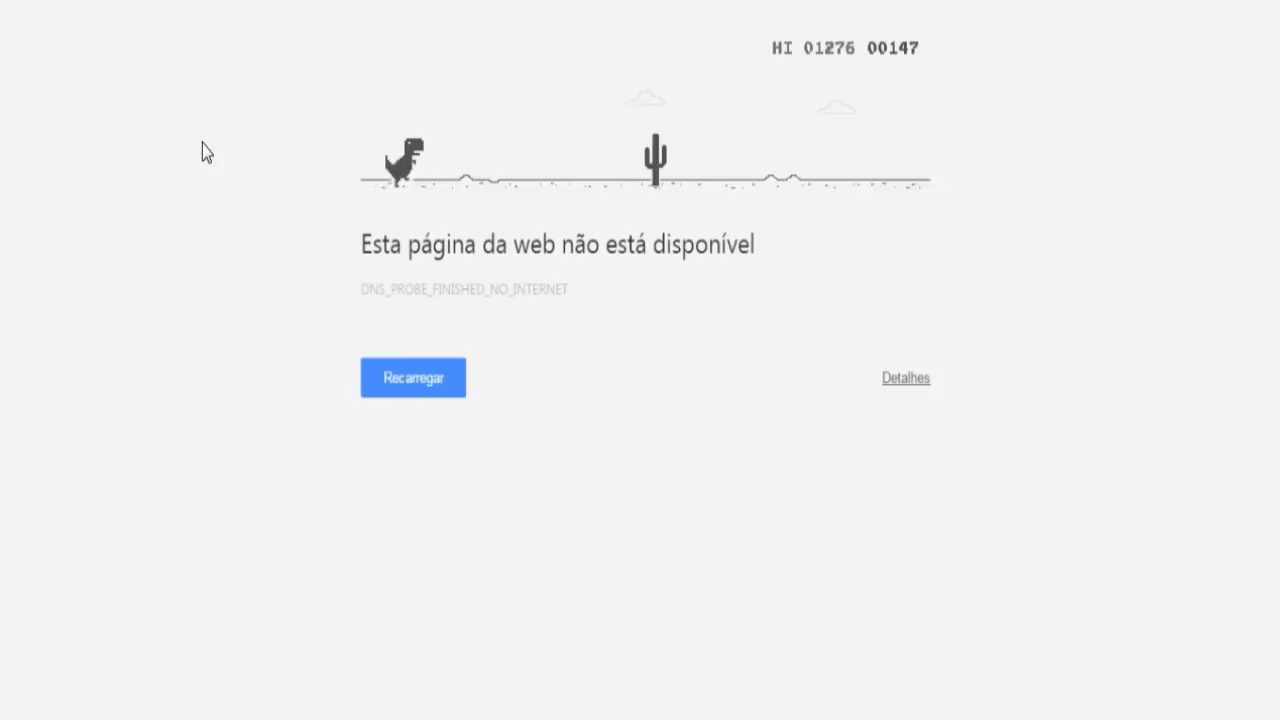 HI 01276 00147
Esta página da web não está disponível
DNS_PROBE_FINISHED_NO_INTERNET
Recarregar
Detalhes